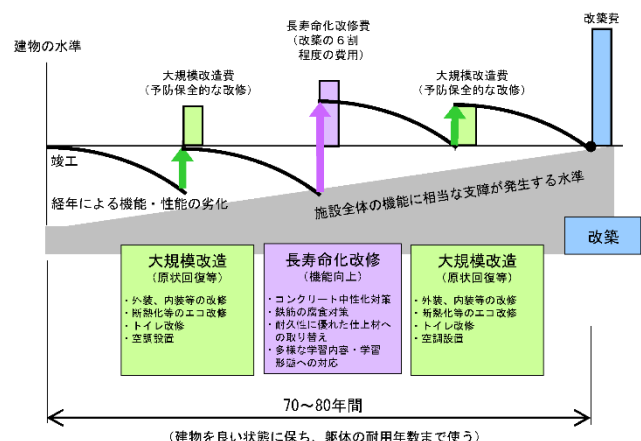 建物の水準
大規模改造費
（予防保全的な改修）
長寿命化改修費
（改築の６割
程度の費用）
大規模改造費
（予防保全的な改修）
改築費
竣工
経年による機能・性能の劣化
施設全体の機能に相当な支障が発生する水準
改築
大規模改造
（原状回復等）
・外装、内装等の改修
・断熱化等のエコ改修
・トイレ改修
・空調設置
長寿命化改修
（機能向上）
・コンクリート中性化対策
・鉄筋の腐食対策
・耐久性に優れた仕上材へ
の取り替え
・多様な学習内容・学習
形態への対応
大規模改造
（原状回復等）
・外装、内装等の改修
・断熱化等のエコ改修
・トイレ改修
・空調設置
70～80年間
（建物を良い状態に保ち、躯体の耐用年数まで使う）